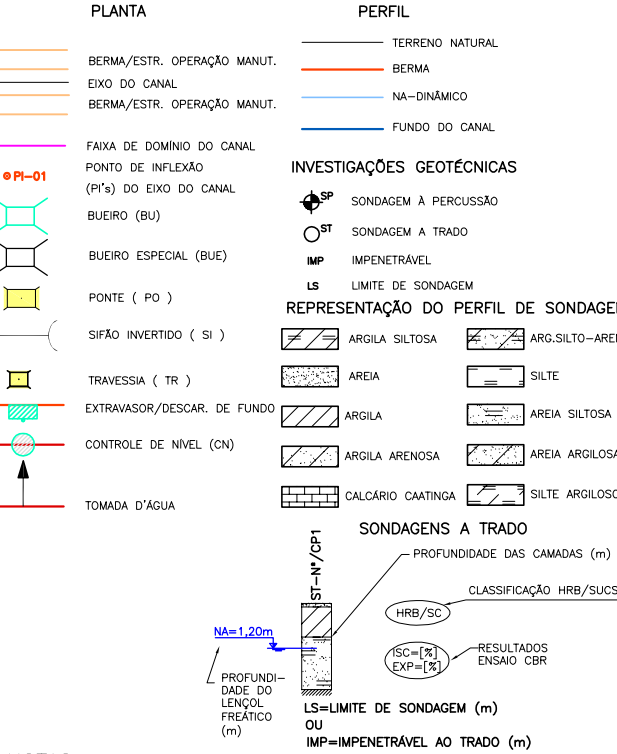 PLANTA
BERMA/ESTR. OPERAÇÃO MANUT.
EIXO DO CANAL
BERMA/ESTR. OPERAÇÃO MANUT.
FAIXA DE DOMÍNIO DO CANAL
PI-01
PONTO DE INFLEXÃO
(PI's) DO EIXO DO CANAL
BUEIRO (BU)
BUEIRO ESPECIAL (BUE)
PONTE ( PO )
SIFÃO INVERTIDO ( SI )
TRAVESSIA ( TR )
EXTRAVASOR/DESCAR. DE FUNDO
CONTROLE DE NÍVEL (CN)
TOMADA D'ÁGUA
PERFIL
TERRENO NATURAL
BERMA
NA-DINÂMICO
FUNDO DO CANAL
INVESTIGAÇÕES GEOTÉCNICAS
SP SONDAGEM À PERCUSSÃO
ST SONDAGEM A TRADO
IMP IMPENETRÁVEL
LS LIMITE DE SONDAGEM
REPRESENTAÇÃO DO PERFIL DE SONDAGEM
ARGILA SILTOSA
ARG.SILTO-AREI
AREIA
SILTE
ARGILA
AREIA SILTOSA
ARGILA ARENOSA
AREIA ARGILOSA
CALCÁRIO CAATINGA
SILTE ARGILOSO
SONDAGENS A TRADO
ST-Nº/CP1
PROFUNDIDADE DAS CAMADAS (m)
CLASSIFICAÇÃO HRB/SUCS
HRB/SC
NA=1,20m
ISC=[%]
EXP=[%]
RESULTADOS
ENSAIO CBR
PROFUNDI-
DADE DO
LENÇOL
FREÁTICO
(m)
LS=LIMITE DE SONDAGEM (m)
OU
IMP=IMPENETRÁVEL AO TRADO (m)